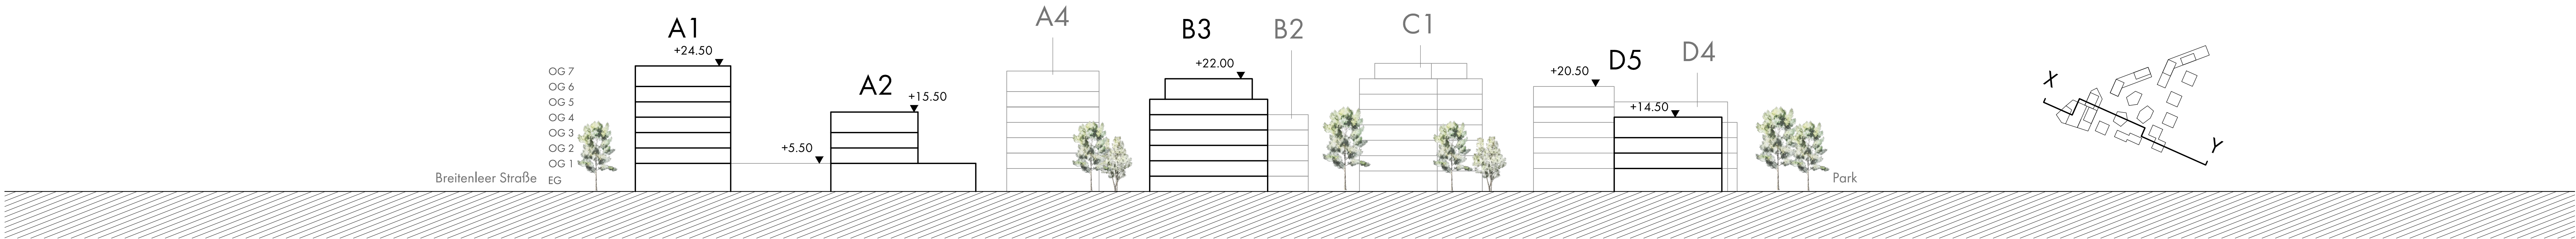 A1
+24.50
OG 7
OG 6
OG 5
OG 4
OG 3
OG 2
OG 1
EG
Breitenleer Straße
A2
+15.50
+5.50
A4
B3
+22.00
B2
C1
+20.50
D5
D4
+14.50
Park
X
Y